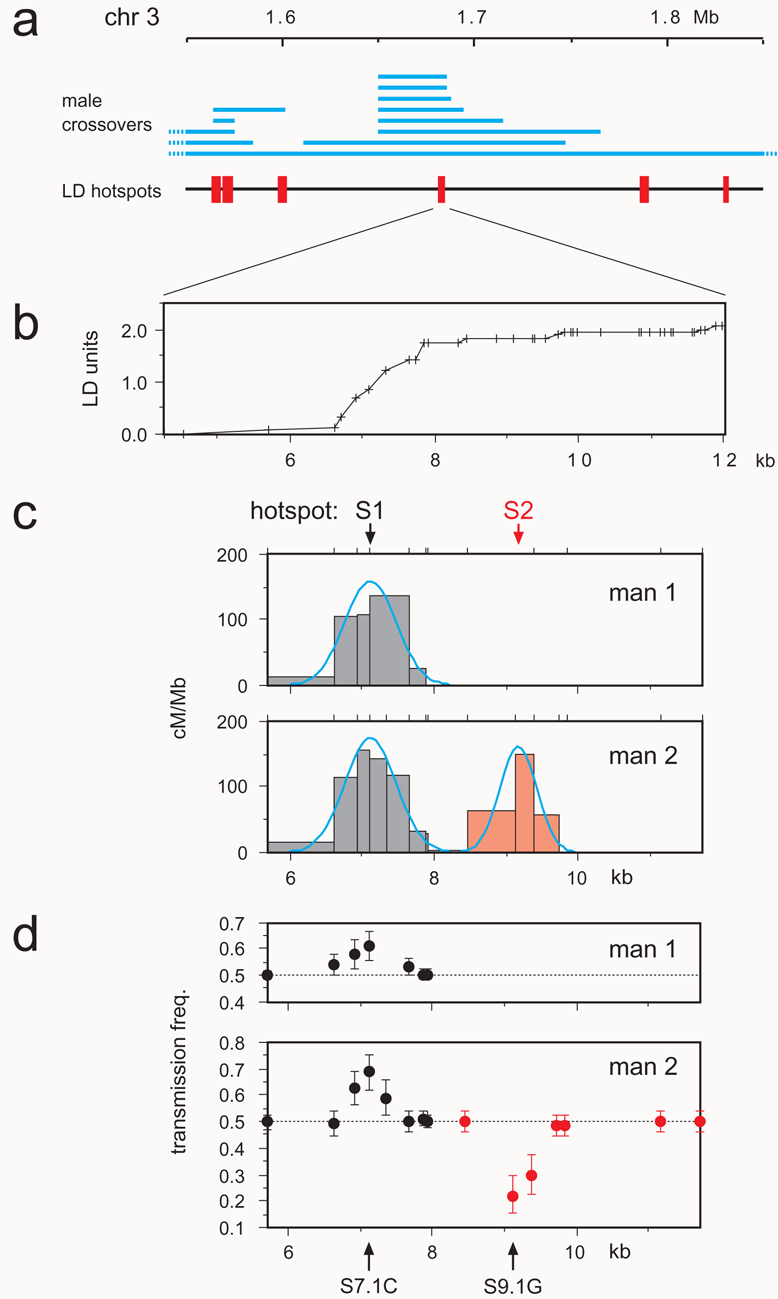 a
chr 3
1.6 1.7 1.8 Mb
male
crossovers
LD hotspots
b
LD units
2.0
1.0
0.0
6 8 10 12 kb
c
hotspot: S1 S2
cM/Mb
200
man 1
100
0
200
man 2
100
0
6 8 10 kb
d
transmission freq.
0.7
man 1
0.6
0.5
0.4
0.8
man 2
0.7
0.6
0.5
0.4
0.3
0.2
0.1
6 8 10 kb
S7.1C S9.1G